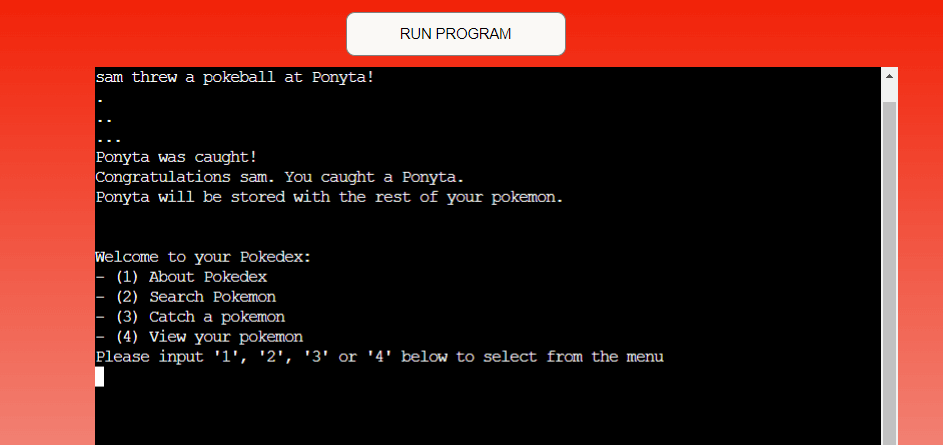 RUN PROGRAM
sam threw a pokeball at Ponyta!
.
..
...
Ponyta was caught!
Congratulations sam. You caught a Ponyta.
Ponyta will be stored with the rest of your pokemon.
Welcome to your Pokedex:
- (1) About Pokedex
- (2) Search Pokemon
- (3) Catch a pokemon
- (4) View your pokemon
Please input '1', '2', '3' or '4' below to select from the menu